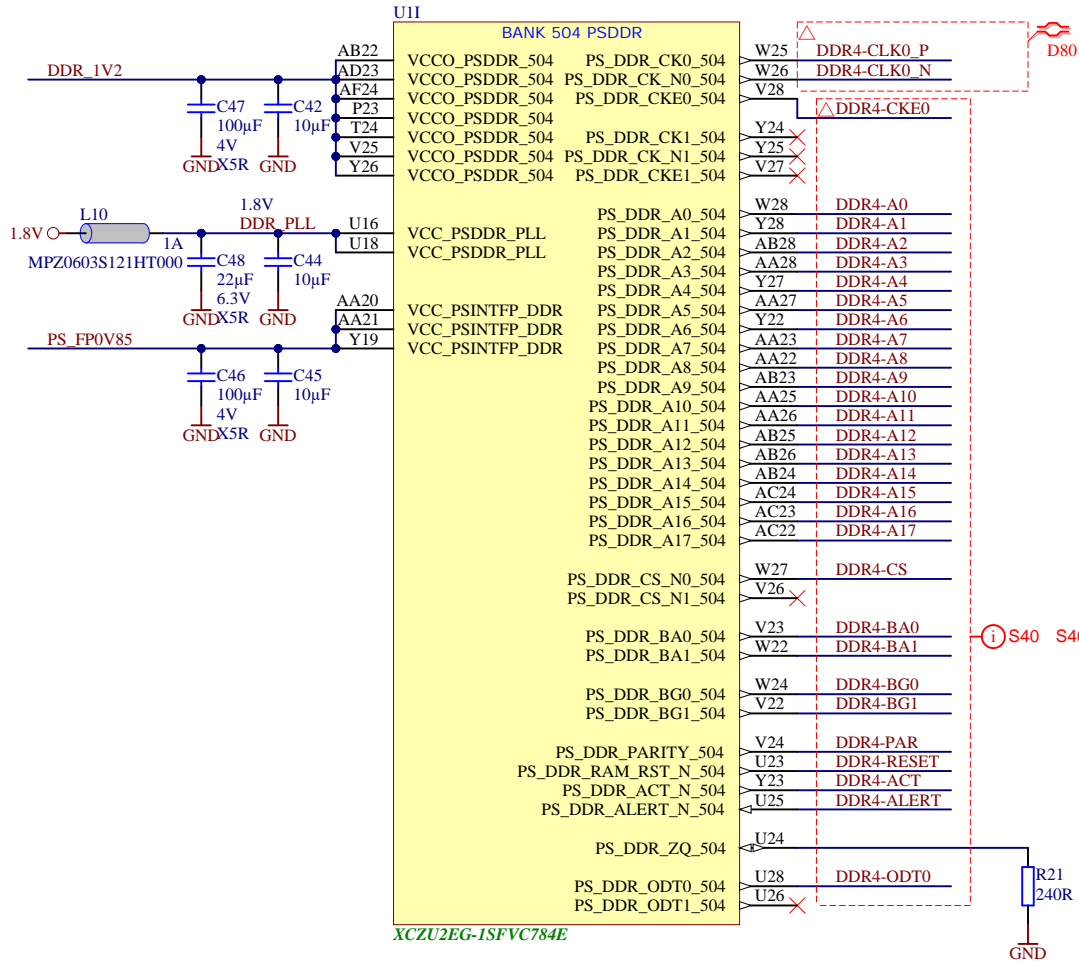 U1I
BANK 504 PSDDR
AB22 VCCO_PSDDR_504
DDR_1V2 AD23 VCCO_PSDDR_504
AF24 VCCO_PSDDR_504
P23 VCCO_PSDDR_504
T24 VCCO_PSDDR_504
V25 VCCO_PSDDR_504
Y26 VCCO_PSDDR_504
C47
100µF
4V
X5R
GND
C42
10µF
GND
1.8V
L10
1A
MPZ0603S121HT000
1.8V
DDR_PLL
U16 VCC_PSDDR_PLL
U18 VCC_PSDDR_PLL
C48
22µF
6.3V
X5R
GND
C44
10µF
GND
AA20 VCC_PSINTFP_DDR
AA21 VCC_PSINTFP_DDR
PS_FP0V85 Y19 VCC_PSINTFP_DDR
C46
100µF
4V
X5R
GND
C45
10µF
GND
PS_DDR_CK0_504 W25 DDR4-CLK0_P
PS_DDR_CK_N0_504 W26 DDR4-CLK0_N
PS_DDR_CKE0_504 V28 DDR4-CKE0
D80
PS_DDR_CK1_504 Y24
PS_DDR_CK_N1_504 Y25
PS_DDR_CKE1_504 V27
PS_DDR_A0_504 W28 DDR4-A0
PS_DDR_A1_504 Y28 DDR4-A1
PS_DDR_A2_504 AB28 DDR4-A2
PS_DDR_A3_504 AA28 DDR4-A3
PS_DDR_A4_504 Y27 DDR4-A4
PS_DDR_A5_504 AA27 DDR4-A5
PS_DDR_A6_504 Y22 DDR4-A6
PS_DDR_A7_504 AA23 DDR4-A7
PS_DDR_A8_504 AA22 DDR4-A8
PS_DDR_A9_504 AB23 DDR4-A9
PS_DDR_A10_504 AA25 DDR4-A10
PS_DDR_A11_504 AA26 DDR4-A11
PS_DDR_A12_504 AB25 DDR4-A12
PS_DDR_A13_504 AB26 DDR4-A13
PS_DDR_A14_504 AB24 DDR4-A14
PS_DDR_A15_504 AC24 DDR4-A15
PS_DDR_A16_504 AC23 DDR4-A16
PS_DDR_A17_504 AC22 DDR4-A17
PS_DDR_CS_N0_504 W27 DDR4-CS
PS_DDR_CS_N1_504 V26
PS_DDR_BA0_504 V23 DDR4-BA0
PS_DDR_BA1_504 W22 DDR4-BA1
i S40
PS_DDR_BG0_504 W24 DDR4-BG0
PS_DDR_BG1_504 V22 DDR4-BG1
PS_DDR_PARITY_504 V24 DDR4-PAR
PS_DDR_RAM_RST_N_504 U23 DDR4-RESET
PS_DDR_ACT_N_504 Y23 DDR4-ACT
PS_DDR_ALERT_N_504 U25 DDR4-ALERT
PS_DDR_ZQ_504 U24
PS_DDR_ODT0_504 U28 DDR4-ODT0
PS_DDR_ODT1_504 U26
R21
240R
GND
XCZU2EG-1SFVC784E